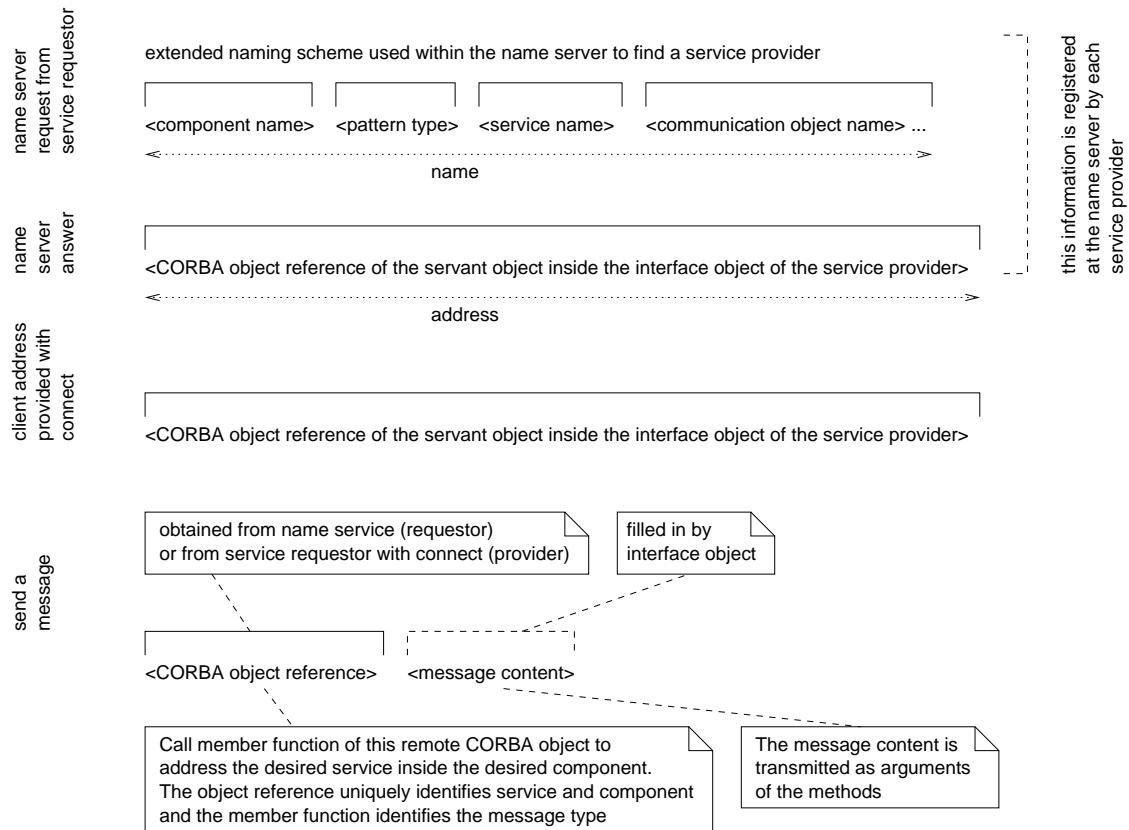 name server
request from
service requestor
extended naming scheme used within the name server to find a service provider
<component name> <pattern type> <service name> <communication object name> ...
name
this information is registered
at the name server by each
service provider
name
server
answer
<CORBA object reference of the servant object inside the interface object of the service provider>
address
client address
provided with
connect
<CORBA object reference of the servant object inside the interface object of the service provider>
send a
message
obtained from name service (requestor)
or from service requestor with connect (provider)
filled in by
interface object
<CORBA object reference> <message content>
Call member function of this remote CORBA object to
address the desired service inside the desired component.
The object reference uniquely identifies service and component
and the member function identifies the message type
The message content is
transmitted as arguments
of the methods